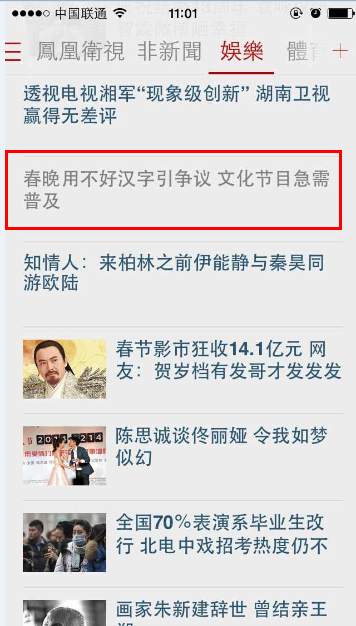 中国联通 11:01
鳳凰衛視 非新聞 娛樂 體育
透视电视湘军“现象级创新” 湖南卫视
赢得无差评
春晚用不好汉字引争议 文化节目急需
普及
知情人：来柏林之前伊能静与秦昊同
游欧陆
春节影市狂收14.1亿元 网
友：贺岁档有发哥才发发发
陈思诚谈佟丽娅 令我如梦
似幻
全国70%表演系毕业生改
行 北电中戏招考热度仍不
画家朱新建辞世 曾结亲王